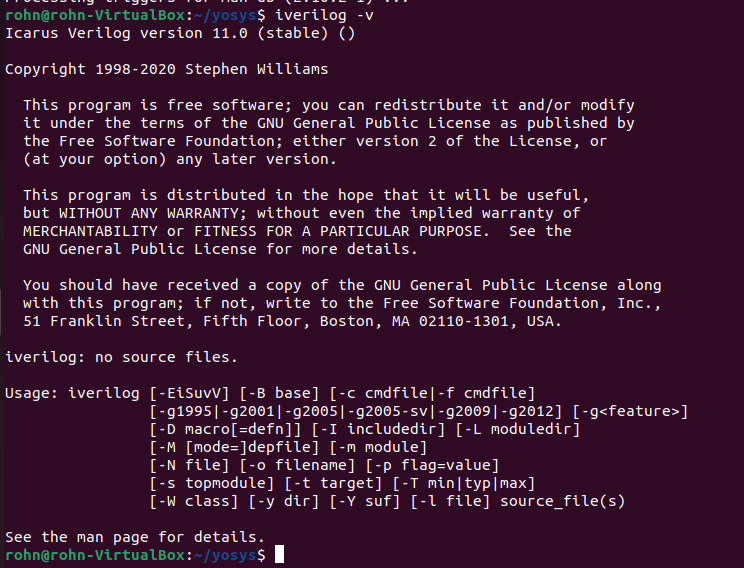 rohn@rohn-VirtualBox:~/yosys$ iverilog -v
Icarus Verilog version 11.0 (stable) ()

Copyright 1998-2020 Stephen Williams

  This program is free software; you can redistribute it and/or modify
  it under the terms of the GNU General Public License as published by
  the Free Software Foundation; either version 2 of the License, or
  (at your option) any later version.

  This program is distributed in the hope that it will be useful,
  but WITHOUT ANY WARRANTY; without even the implied warranty of
  MERCHANTABILITY or FITNESS FOR A PARTICULAR PURPOSE.  See the
  GNU General Public License for more details.

  You should have received a copy of the GNU General Public License along
  with this program; if not, write to the Free Software Foundation, Inc.,
  51 Franklin Street, Fifth Floor, Boston, MA 02110-1301, USA.

iverilog: no source files.

Usage: iverilog [-EiSuvV] [-B base] [-c cmdfile|-f cmdfile]
                [-g1995|-g2001|-g2005|-g2005-sv|-g2009|-g2012] [-g<feature>]
                [-D macro[=defn]] [-I includedir] [-L moduledir]
                [-M [mode=]depfile] [-m module]
                [-N file] [-o filename] [-p flag=value]
                [-s topmodule] [-t target] [-T min|typ|max]
                [-W class] [-y dir] [-Y suf] [-l file] source_file(s)

See the man page for details.
rohn@rohn-VirtualBox:~/yosys$